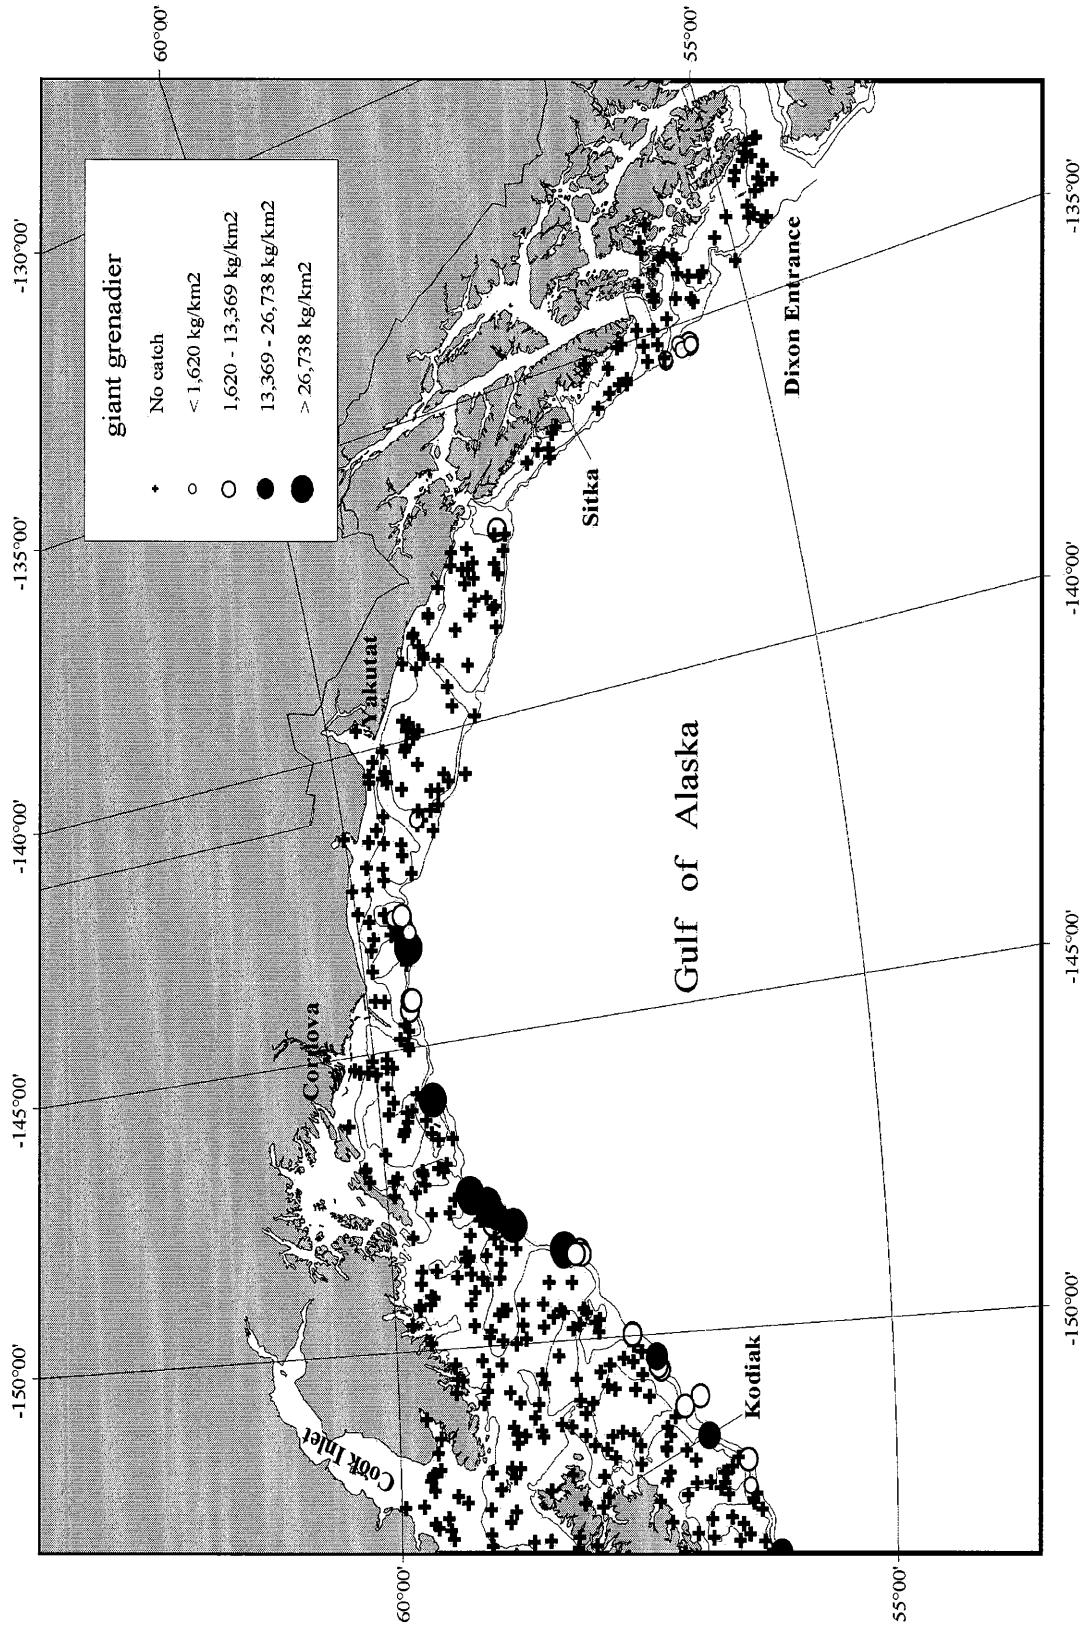 giant grenadier
No catch
< 1,620 kg/km2
1,620 - 13,369 kg/km2
13,369 - 26,738 kg/km2
> 26,738 kg/km2
-150°00'
-145°00'
-140°00'
-135°00'
-130°00'
60°00'
60°00'
55°00'
55°00'
Cook Inlet
Cordova
Yakutat
Sitka
Kodiak
Gulf of Alaska
Dixon Entrance
-150°00'
-145°00'
-140°00'
-135°00'